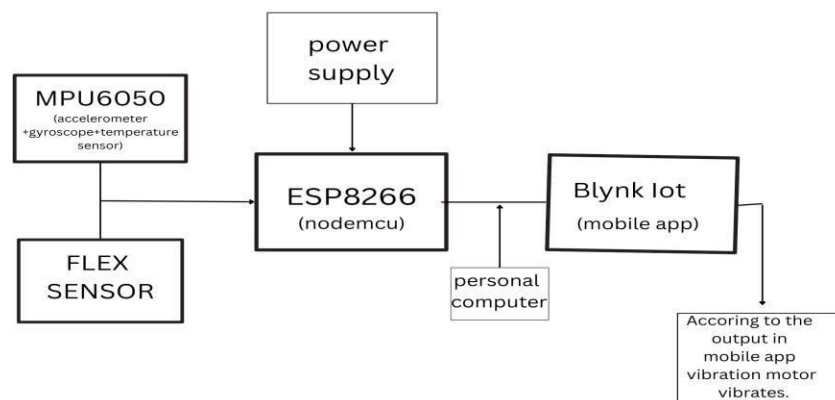 power
supply
MPU6050
(accelerometer
+gyroscope+temperature
sensor)
ESP8266
(nodemcu)
Blynk Iot
(mobile app)
FLEX
SENSOR
personal
computer
Accoring to the
output in
mobile app
vibration motor
vibrates.